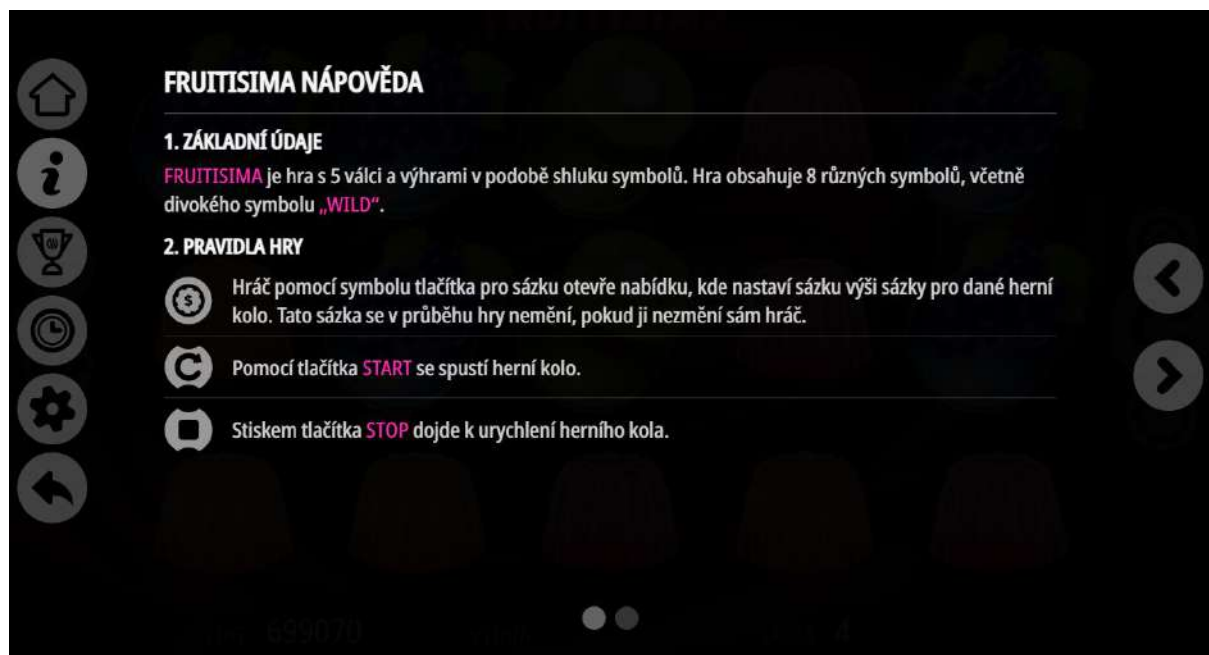 FRUITISIMA NÁPOVĚDA
1. ZÁKLADNÍ ÚDAJE
FRUITISIMA je hra s 5 válci a výhrami v podobě shluku symbolů. Hra obsahuje 8 různých symbolů, včetně
divokého symbolu „WILD“.
2. PRAVIDLA HRY
Hráč pomocí symbolu tlačítka pro sázku otevře nabídku, kde nastaví sázku výši sázky pro dané herní
kolo. Tato sázka se v průběhu hry nemění, pokud ji nezmění sám hráč.
Pomocí tlačítka START se spustí herní kolo.
Stiskem tlačítka STOP dojde k urychlení herního kola.
699070 4